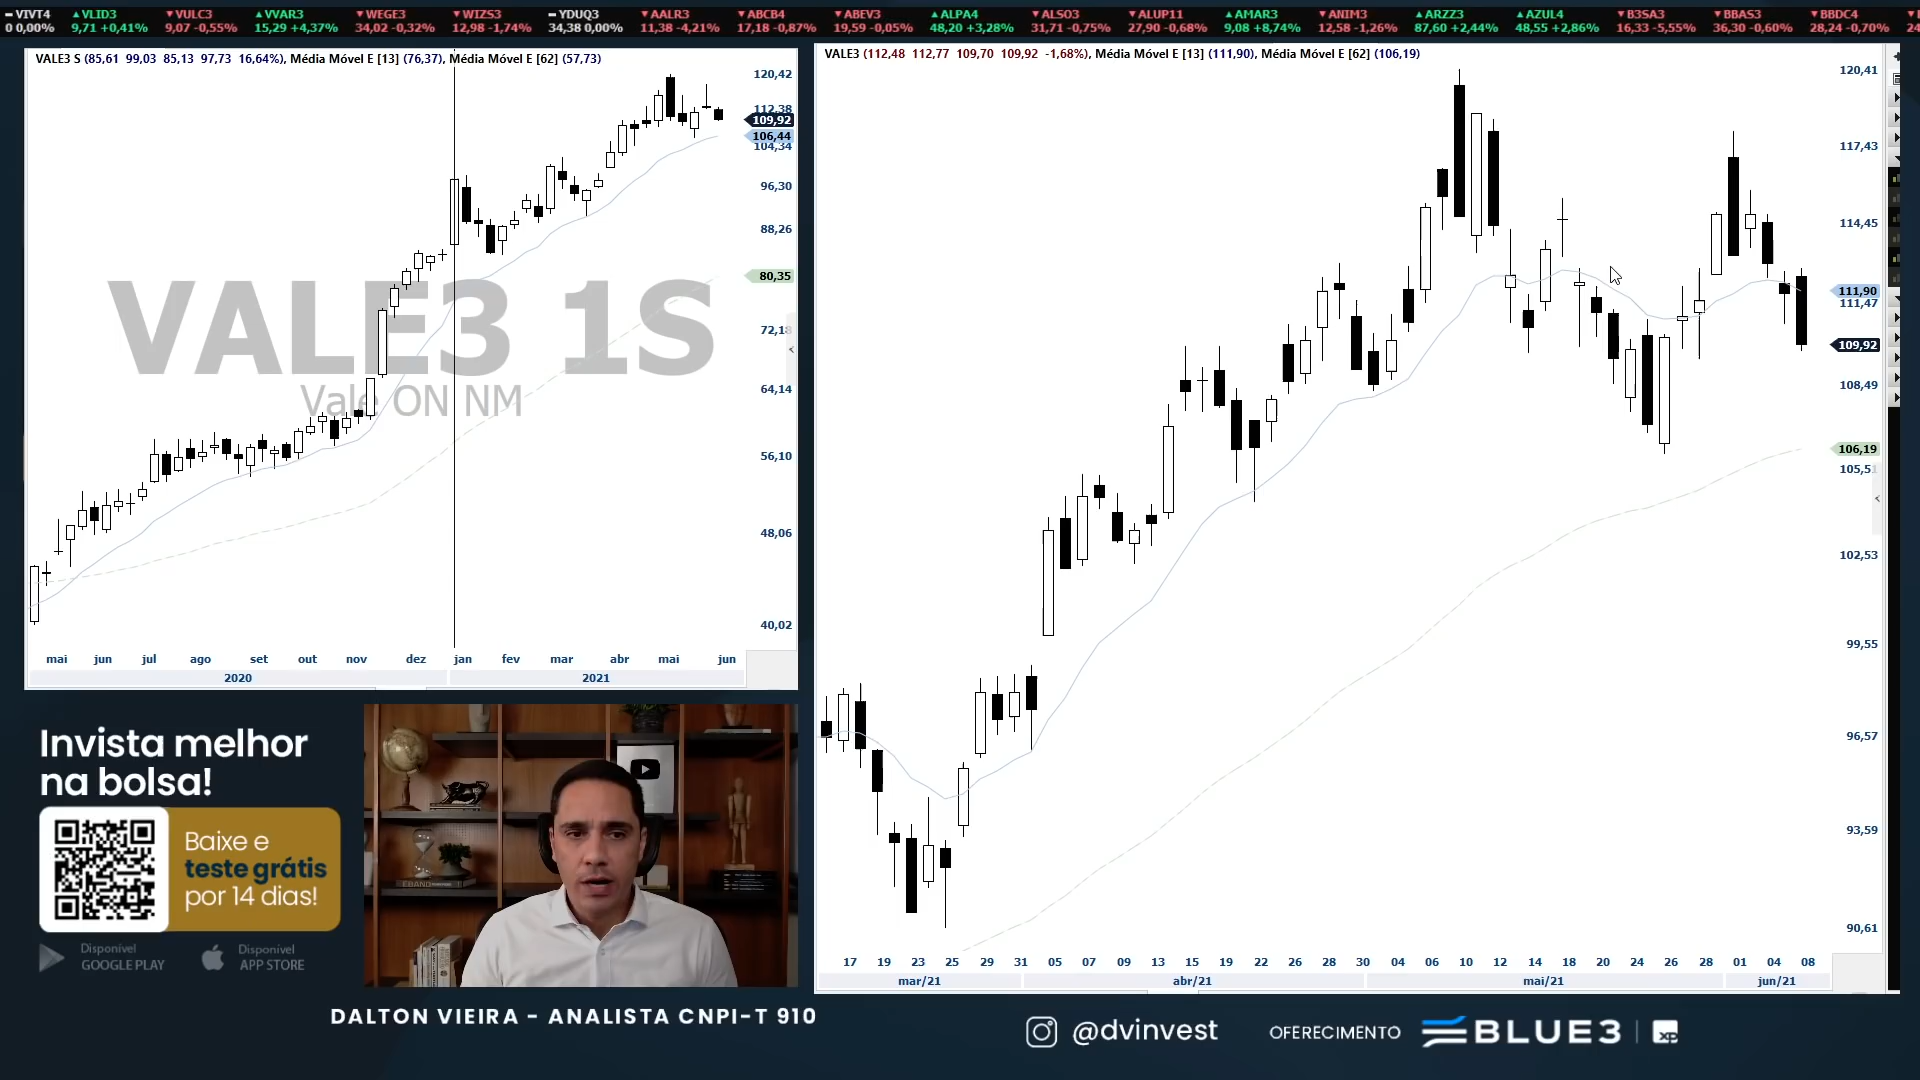 VIVT4 VLID3 VULC3 VVAR3 WEGE3 WIZS3 YDUQ3 AALR3 ABCB4 ABEV3 ALPA4 ALSO3 ALUP11 AMAR3 ANIM3 ARZZ3 AZUL4 B3SA3 BBAS3 BBDC4
0 0,00% 9,71 +0,41% 9,07 -0,55% 15,29 +4,37% 34,02 -0,32% 12,98 -1,74% 34,38 0,00% 11,38 -4,21% 17,18 -0,87% 19,59 -0,05% 48,20 +3,28% 31,71 -0,75% 27,90 -0,68% 9,08 +8,74% 12,58 -1,26% 87,60 +2,44% 48,55 +2,86% 16,33 -5,55% 36,30 -0,60% 28,24 -0,70% 24
VALE3 S (85,61 99,03 85,13 97,73 16,64%), Média Móvel E [13] (76,37), Média Móvel E [62] (57,73)
120,42
112,38
109,92
106,44
104,34
96,30
88,26
80,35
72,18
64,14
56,10
48,06
40,02
VALE3 1S
Vale ON NM
mai jun jul ago set out nov dez jan fev mar abr mai jun
2020 2021
VALE3 (112,48 112,77 109,70 109,92 -1,68%), Média Móvel E [13] (111,90), Média Móvel E [62] (106,19)
120,41
117,43
114,45
111,90
111,47
109,92
108,49
106,19
105,51
102,53
99,55
96,57
93,59
90,61
17 19 23 25 29 31 05 07 09 13 15 19 22 26 28 30 04 06 10 12 14 18 20 24 26 28 01 04 08
mar/21 abr/21 mai/21 jun/21
Invista melhor
na bolsa!
Baixe e
teste grátis
por 14 dias!
Disponível
GOOGLE PLAY
Disponível
APP STORE
DALTON VIEIRA - ANALISTA CNPI-T 910
@dvinvest
OFERECIMENTO
BLUE3
XP